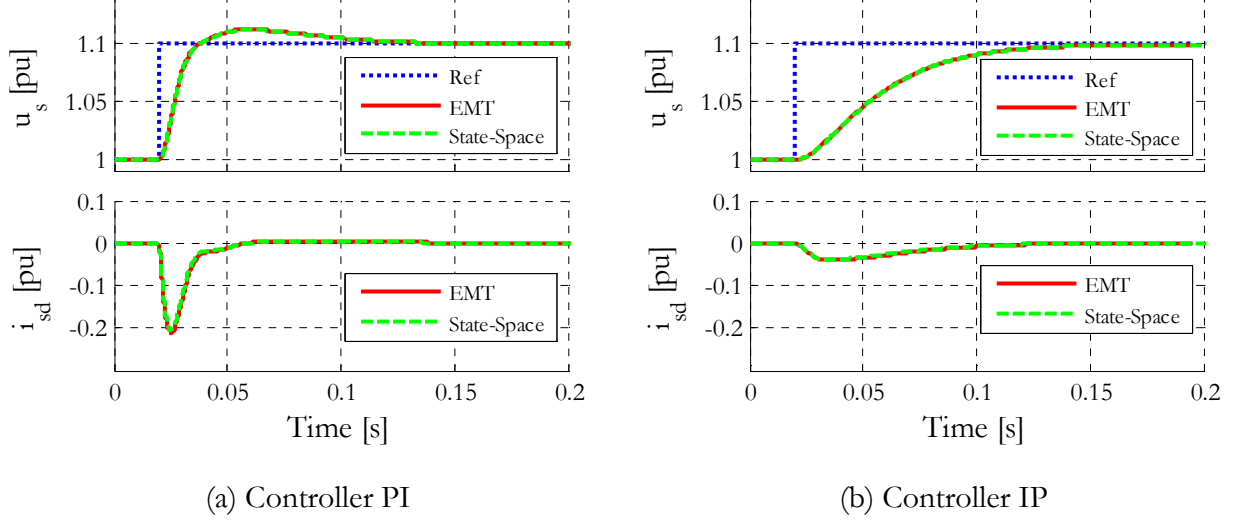 u_s [pu]
1.1
1.05
1
Ref
EMT
State-Space
i_sd [pu]
0.1
0
-0.1
-0.2
EMT
State-Space
0
0.05
0.1
0.15
0.2
Time [s]
(a) Controller PI
u_s [pu]
1.1
1.05
1
Ref
EMT
State-Space
i_sd [pu]
0.1
0
-0.1
-0.2
EMT
State-Space
0
0.05
0.1
0.15
0.2
Time [s]
(b) Controller IP